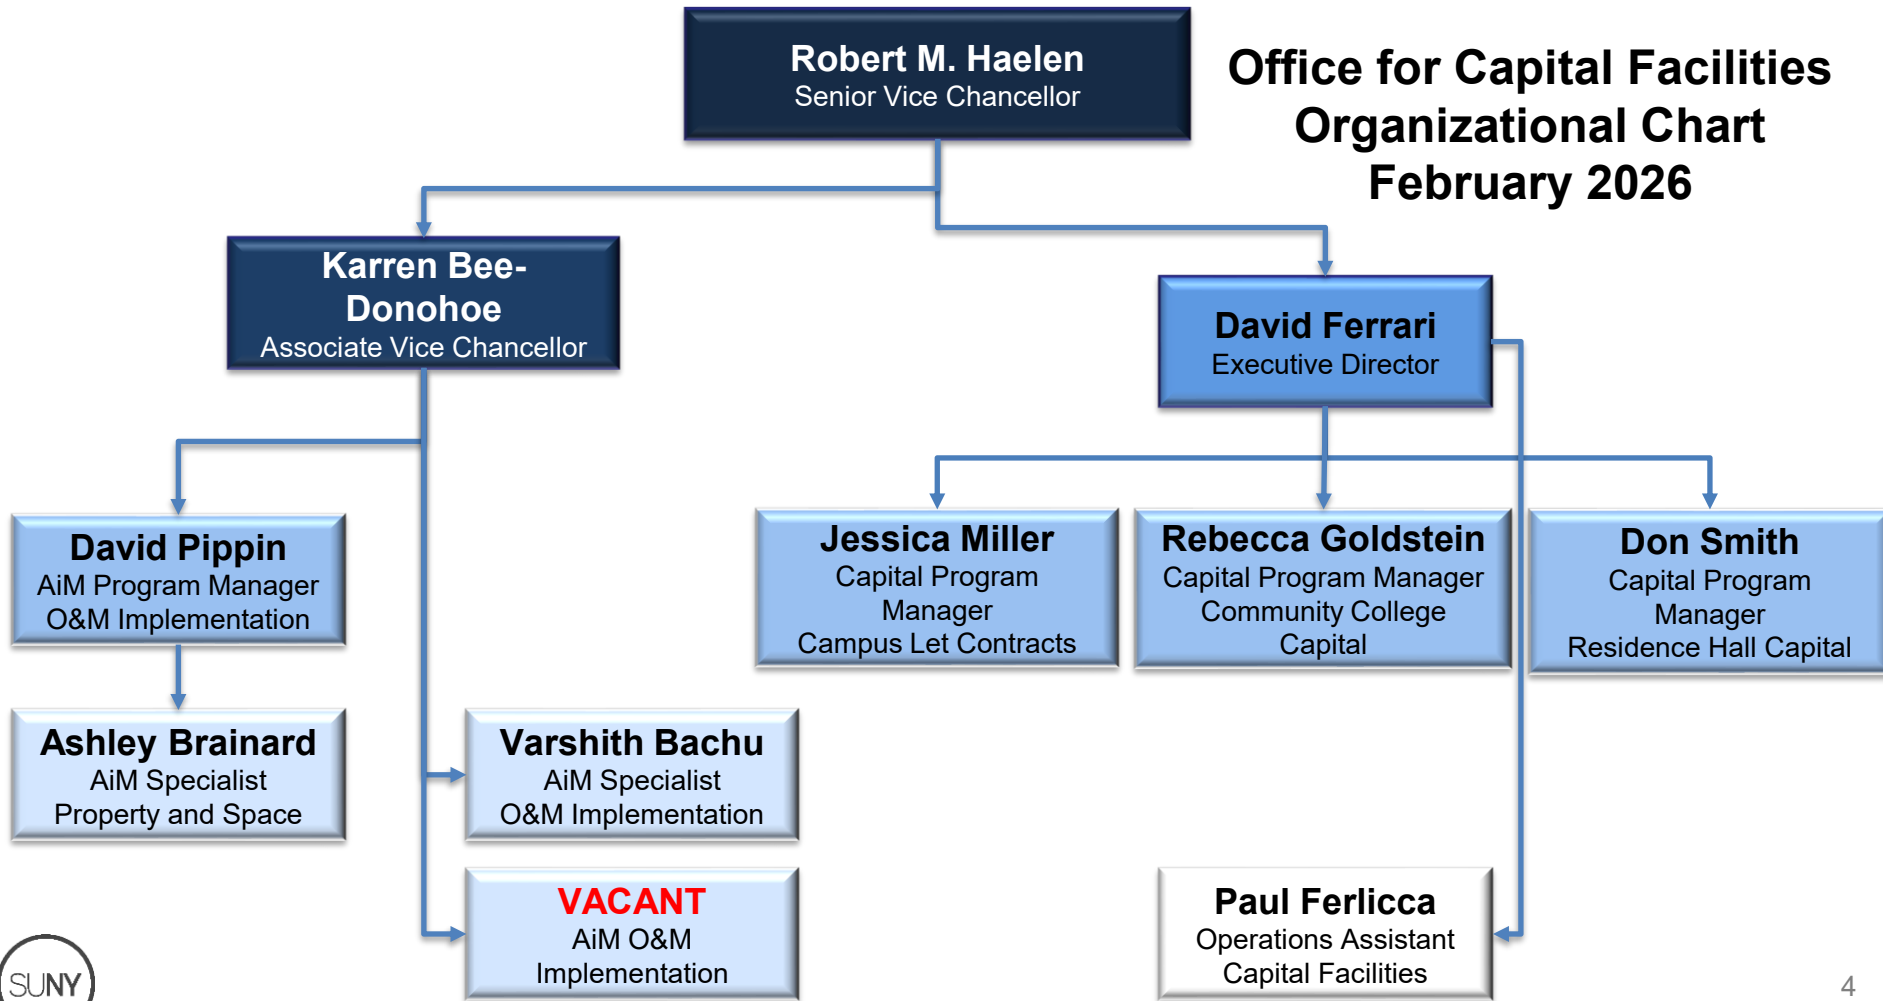 Robert M. Haelen
Senior Vice Chancellor
Office for Capital Facilities
Organizational Chart
February 2026
Karren Bee-
Donohoe
Associate Vice Chancellor
David Ferrari
Executive Director
David Pippin
AiM Program Manager
O&M Implementation
Jessica Miller
Capital Program
Manager
Campus Let Contracts
Rebecca Goldstein
Capital Program Manager
Community College
Capital
Don Smith
Capital Program
Manager
Residence Hall Capital
Ashley Brainard
AiM Specialist
Property and Space
Varshith Bachu
AiM Specialist
O&M Implementation
VACANT
AiM O&M
Implementation
Paul Ferlicca
Operations Assistant
Capital Facilities
SUNY
4